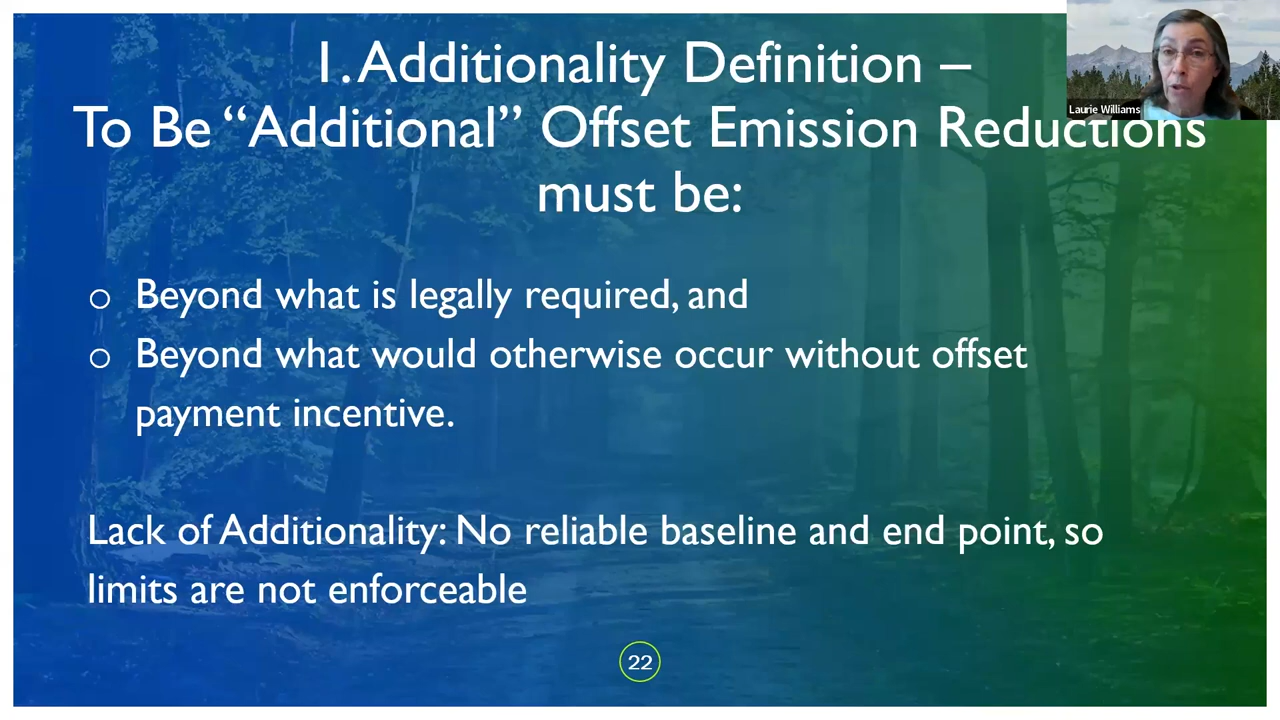 1. Additionality Definition –
To Be “Additional” Offset Emission Reductions
must be:
Laurie Williams
o Beyond what is legally required, and
o Beyond what would otherwise occur without offset
payment incentive.
Lack of Additionality: No reliable baseline and end point, so
limits are not enforceable
22